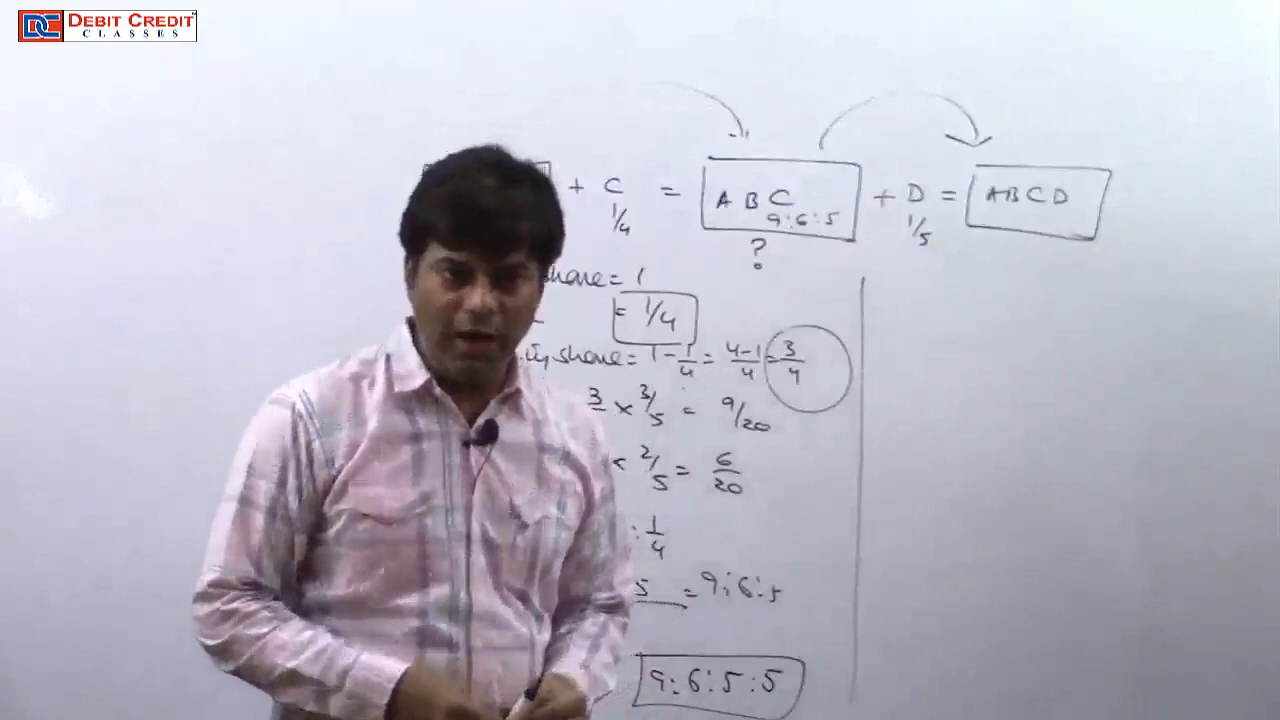 DEBIT CREDIT
CLASSES
+ C = A B C + D = A B C D
1/4 9:6:5 1/5
?
share = 1
= 1/4
share = 1 - 1/4 = 4-1/4 = 3/4
3 × 3/5 = 9/20
2/5 = 6/20
1/4
5 = 9:6:5
9:6:5:5